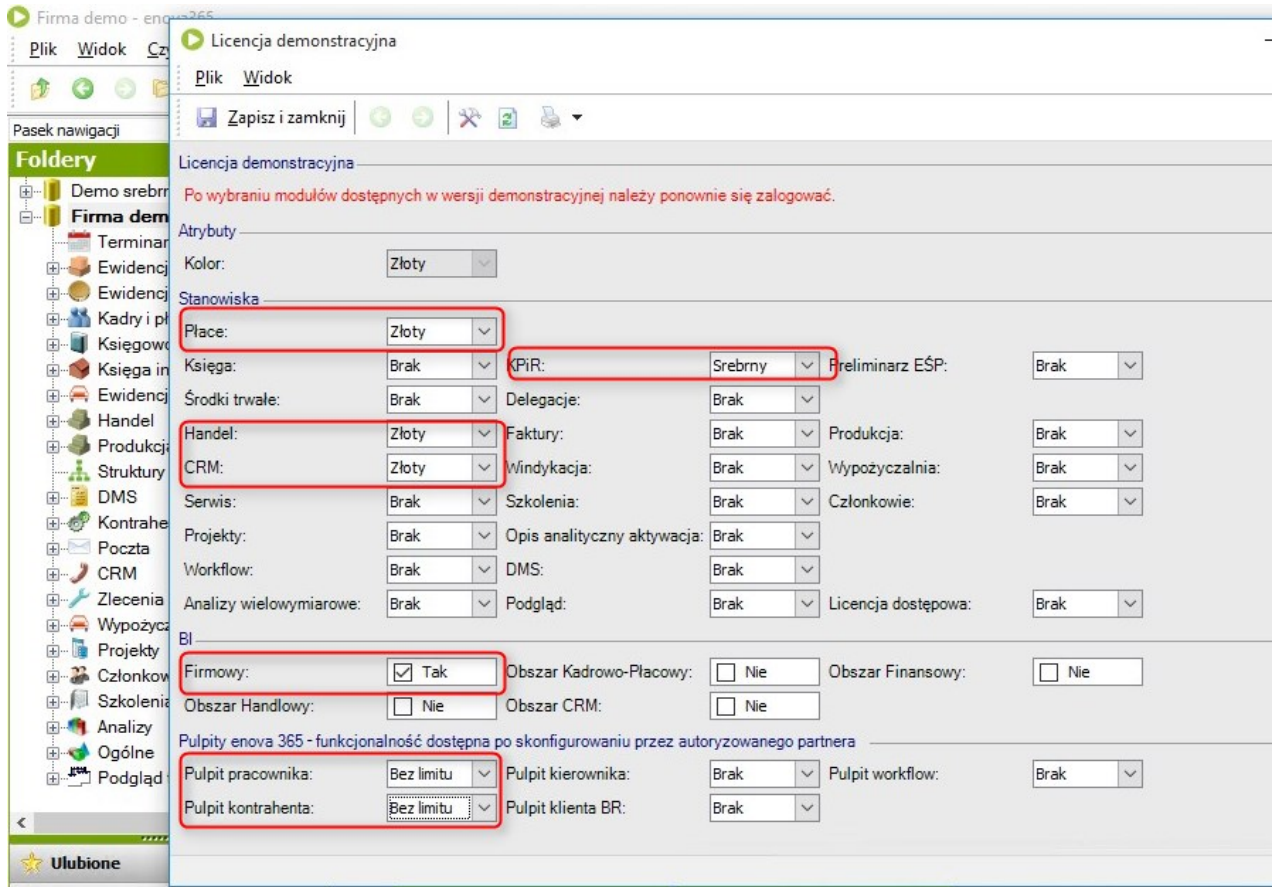 Firma demo - enova365
Plik Widok
Pasek nawigacji
Foldery
Demo srebrn
Firma dem
Terminar
Ewidencj
Ewidencj
Kadry i pł
Księgowo
Księga in
Ewidencj
Handel
Produkcja
Struktury
DMS
Kontrahe
Poczta
CRM
Zlecenia
Wypożycz
Projekty
Członkow
Szkolenia
Analizy
Ogólne
Podgląd
Ulubione
Licencja demonstracyjna
Plik Widok
Zapisz i zamknij
Licencja demonstracyjna
Po wybraniu modułów dostępnych w wersji demonstracyjnej należy ponownie się zalogować.
Atrybuty
Kolor: Złoty
Stanowiska
Płace: Złoty
Księga: Brak KPiR: Srebrny Preliminarz EŚP: Brak
Środki trwałe: Brak Delegacje: Brak
Handel: Złoty Faktury: Brak Produkcja: Brak
CRM: Złoty Windykacja: Brak Wypożyczalnia: Brak
Serwis: Brak Szkolenia: Brak Członkowie: Brak
Projekty: Brak Opis analityczny aktywacja: Brak
Workflow: Brak DMS: Brak
Analizy wielowymiarowe: Brak Podgląd: Brak Licencja dostępowa: Brak
BI
Firmowy: Tak Obszar Kadrowo-Płacowy: Nie Obszar Finansowy: Nie
Obszar Handlowy: Nie Obszar CRM: Nie
Pulpity enova 365 - funkcjonalność dostępna po skonfigurowaniu przez autoryzowanego partnera
Pulpit pracownika: Bez limitu Pulpit kierownika: Brak Pulpit workflow: Brak
Pulpit kontrahenta: Bez limitu Pulpit klienta BR: Brak